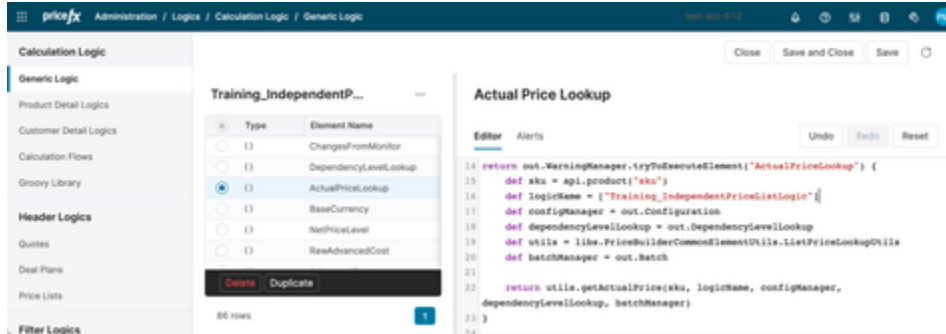 pricefx Administration / Logics / Calculation Logic / Generic Logic test-acc-012
Calculation Logic
Generic Logic
Product Detail Logics
Customer Detail Logics
Calculation Flows
Groovy Library
Header Logics
Quotes
Deal Plans
Price Lists
Filter Logics
Training_IndependentP...
Type Element Name
{} ChangesFromMonitor
{} DependencyLevelLookup
{} ActualPriceLookup
{} BaseCurrency
{} NetPriceLevel
{} RawAdvancedCost
Delete Duplicate
86 rows 1
Close Save and Close Save
Actual Price Lookup
Editor Alerts Undo Redo Reset
14 return out.WarningManager.tryToExecuteElement("ActualPriceLookup") {
15 def sku = api.product("sku")
16 def logicName = ["Training_IndependentPriceListLogic"]
17 def configManager = out.Configuration
18 def dependencyLevelLookup = out.DependencyLevelLookup
19 def utils = libs.PriceBuilderCommonElementUtils.ListPriceLookupUtils
20 def batchManager = out.Batch
21
22 return utils.getActualPrice(sku, logicName, configManager,
dependencyLevelLookup, batchManager)
23 }
24